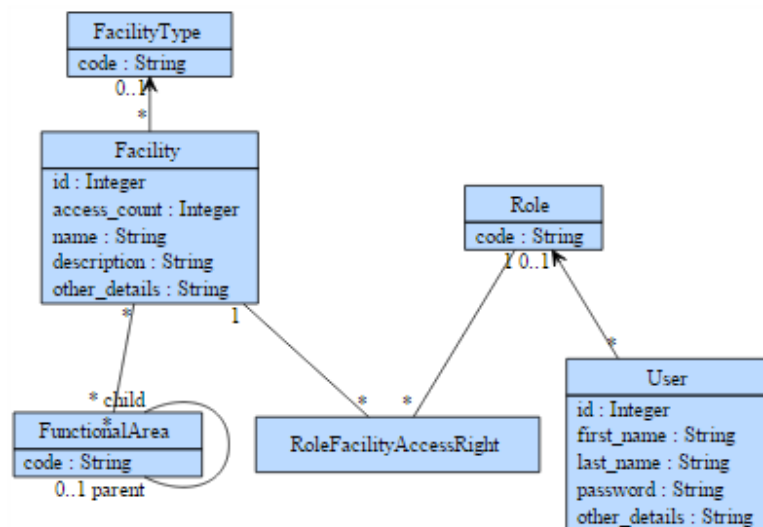 FacilityType
code : String
0..1
*
Facility
id : Integer
access_count : Integer
name : String
description : String
other_details : String
*
1
Role
code : String
1 0..1
*
User
id : Integer
first_name : String
last_name : String
password : String
other_details : String
* child
*
FunctionalArea
code : String
0..1 parent
*
*
RoleFacilityAccessRight